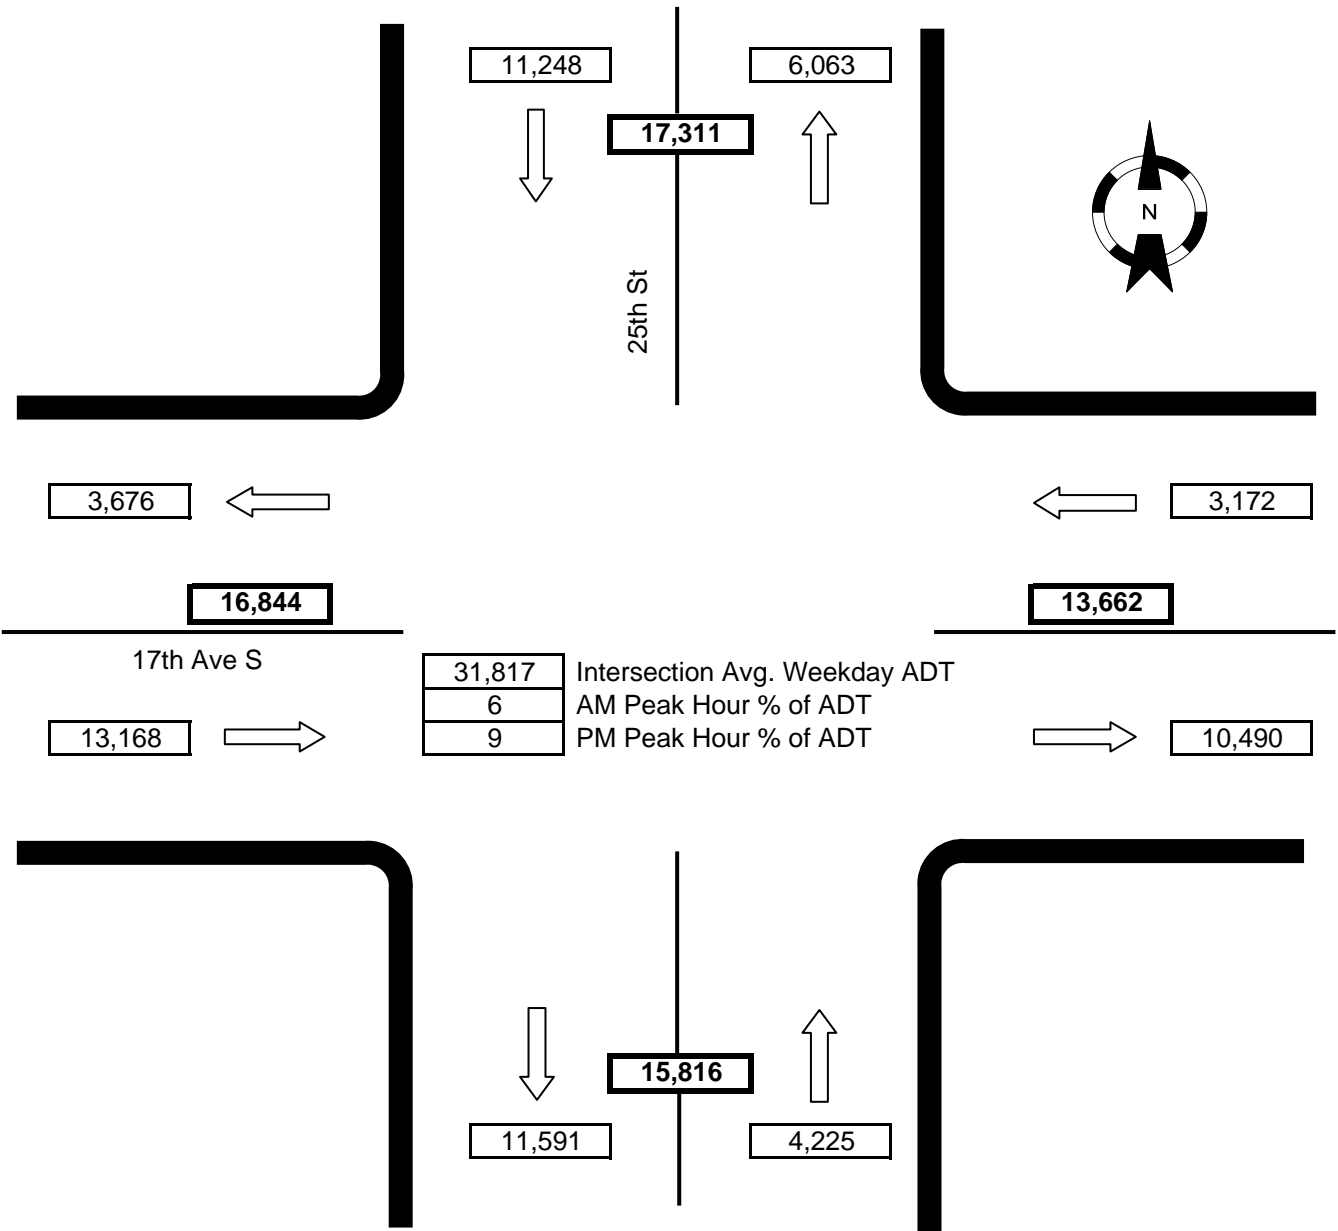 11,248
6,063
17,311
N
25th St
3,676
3,172
16,844
13,662
17th Ave S
31,817 Intersection Avg. Weekday ADT
6 AM Peak Hour % of ADT
9 PM Peak Hour % of ADT
13,168
10,490
15,816
11,591
4,225